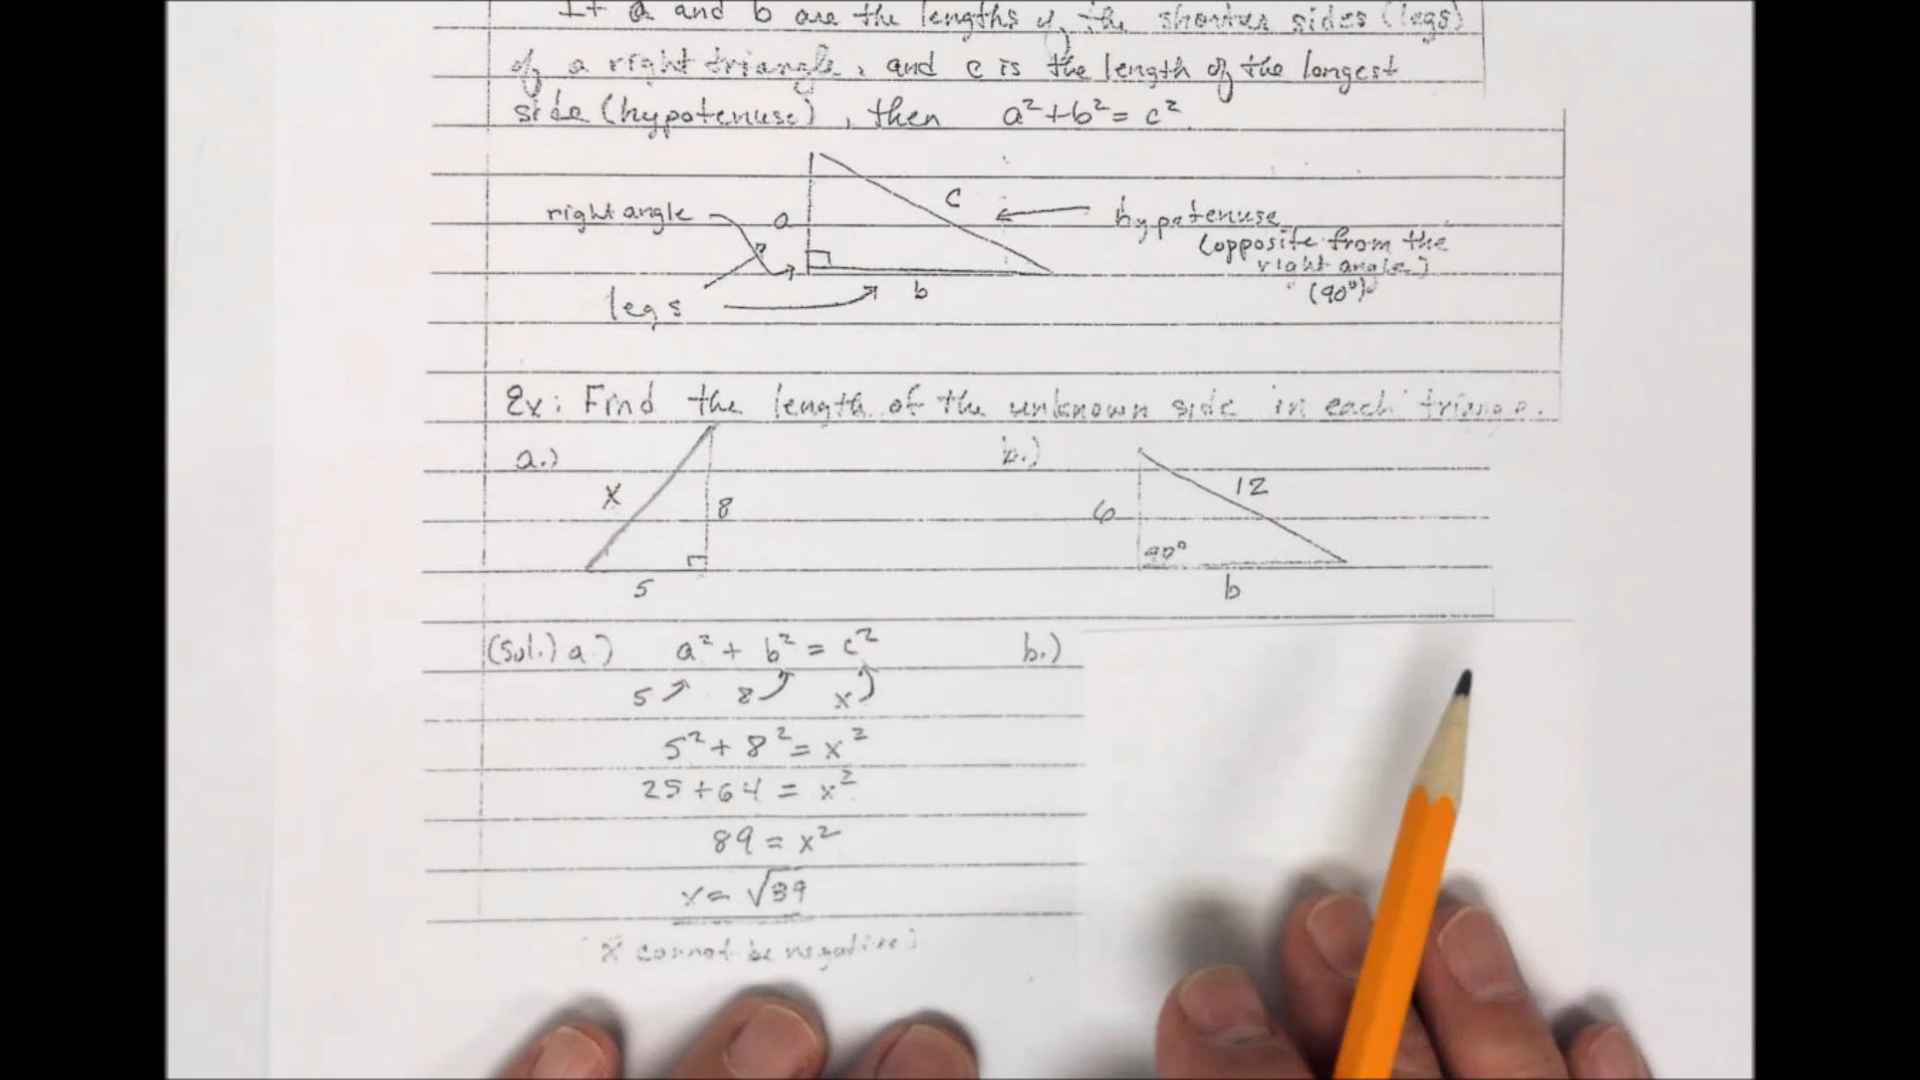 If a and b are the lengths of the shorter sides (legs)
of a right triangle, and c is the length of the longest
side (hypotenuse), then a² + b² = c²
right angle
a
c
hypotenuse
(opposite from the
right angle)
(90°)
legs
b
Ex: Find the length of the unknown side in each triange.
a.)
x
8
5
b.)
12
6
90°
b
(Sol.) a.) a² + b² = c²
5 8 x
5² + 8² = x²
25 + 64 = x²
89 = x²
x = √89
(x cannot be negative)
b.)